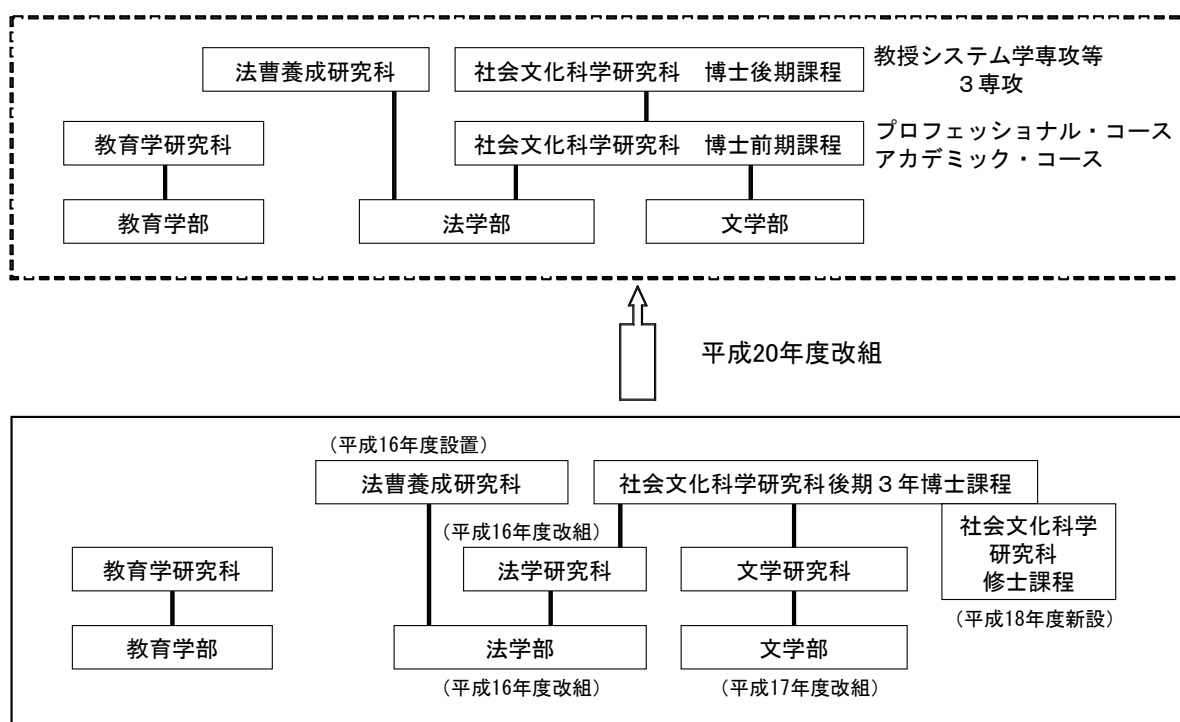 法曹養成研究科
社会文化科学研究科　博士後期課程
教授システム学専攻等
３専攻
教育学研究科
社会文化科学研究科　博士前期課程
プロフェッショナル・コース
アカデミック・コース
教育学部
法学部
文学部
平成20年度改組
（平成16年度設置）
法曹養成研究科
社会文化科学研究科後期３年博士課程
（平成16年度改組）
社会文化科学
研究科
修士課程
教育学研究科
法学研究科
文学研究科
（平成18年度新設）
教育学部
法学部
文学部
（平成16年度改組）
（平成17年度改組）